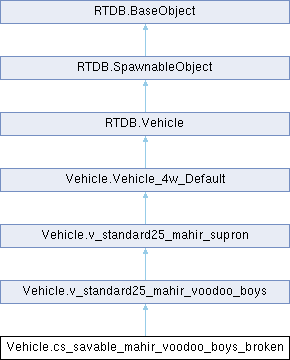 RTDB.BaseObject
RTDB.SpawnableObject
RTDB.Vehicle
Vehicle.Vehicle_4w_Default
Vehicle.v_standard25_mahir_supron
Vehicle.v_standard25_mahir_voodoo_boys
Vehicle.cs_savable_mahir_voodoo_boys_broken